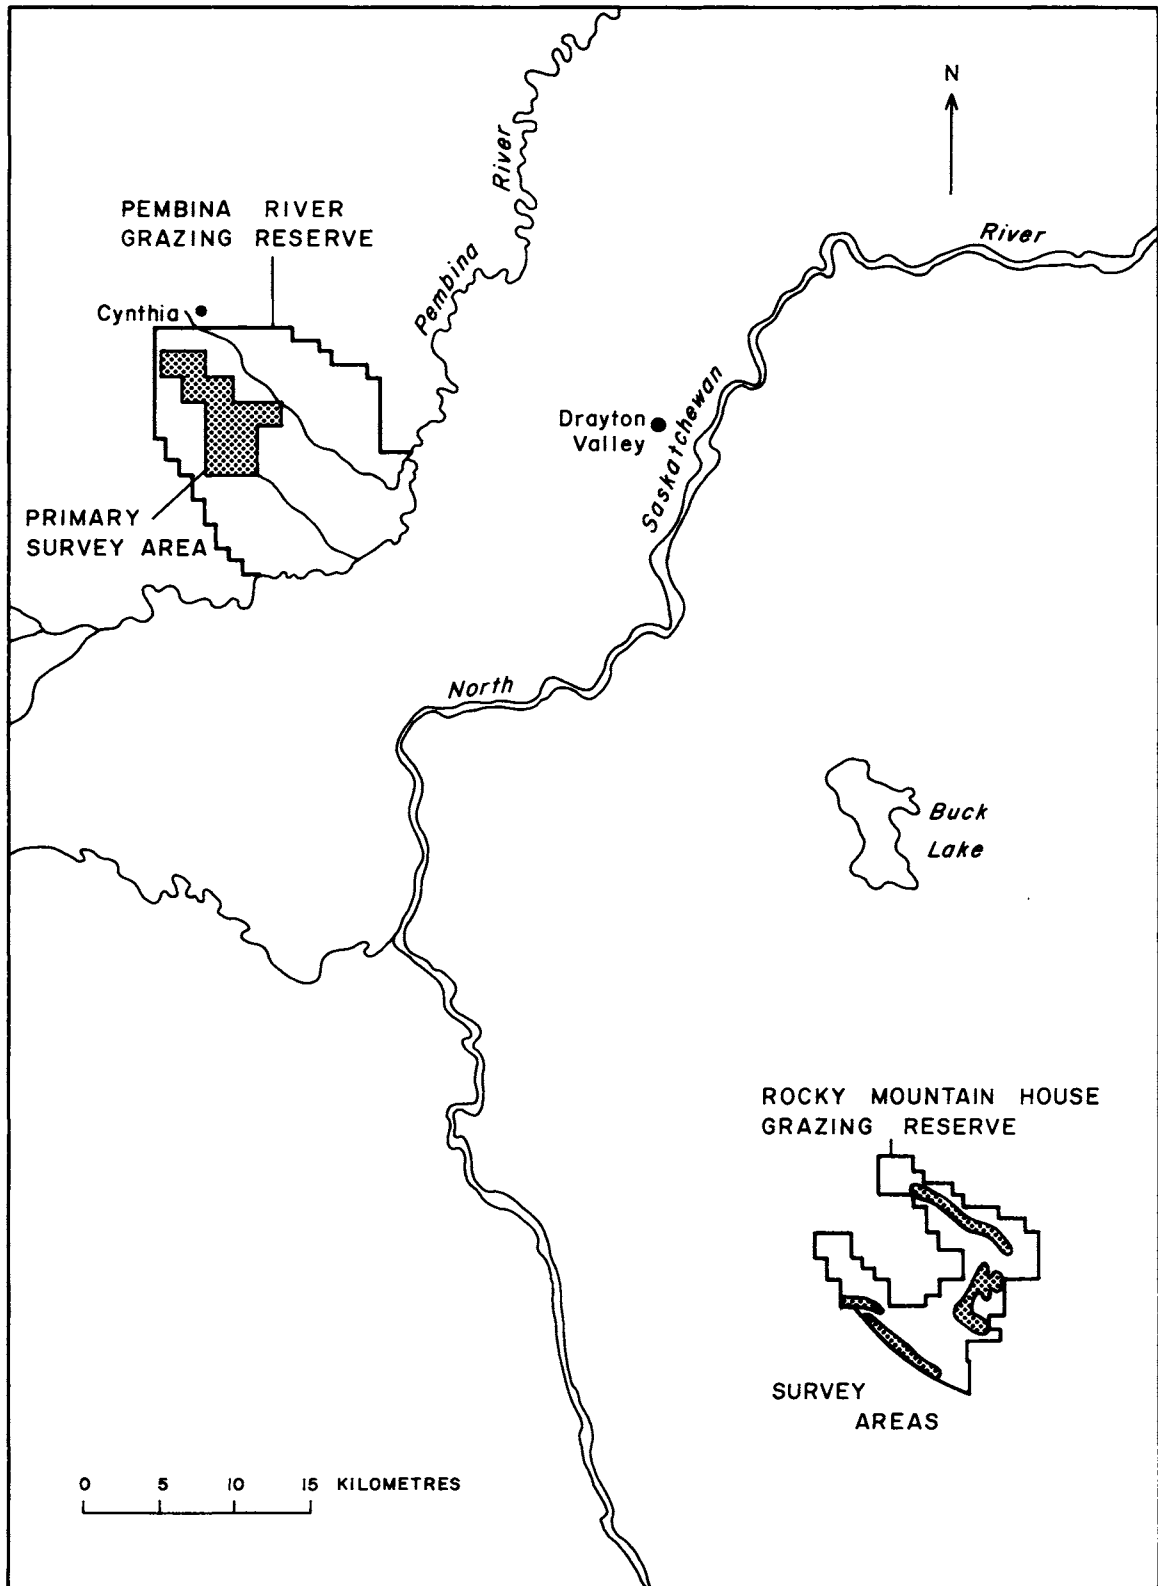 N
River
River
PEMBINA RIVER
GRAZING RESERVE
Pembina
Cynthia
Drayton
Valley
Saskatchewan
PRIMARY
SURVEY AREA
North
Buck
Lake
ROCKY MOUNTAIN HOUSE
GRAZING RESERVE
SURVEY
AREAS
0 5 10 15 KILOMETRES